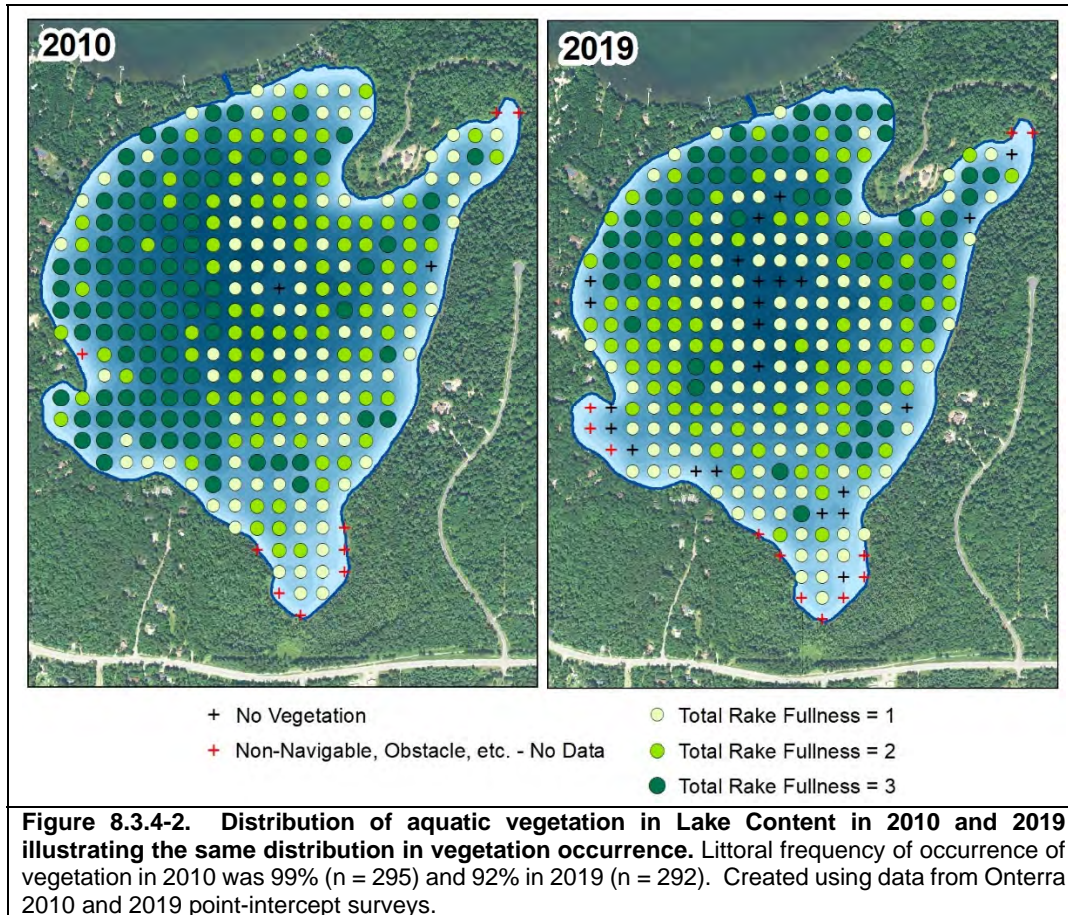 2010
2019
+ No Vegetation
+ Non-Navigable, Obstacle, etc. - No Data
Total Rake Fullness = 1
Total Rake Fullness = 2
Total Rake Fullness = 3
Figure 8.3.4-2. Distribution of aquatic vegetation in Lake Content in 2010 and 2019
illustrating the same distribution in vegetation occurrence. Littoral frequency of occurrence of
vegetation in 2010 was 99% (n = 295) and 92% in 2019 (n = 292). Created using data from Onterra
2010 and 2019 point-intercept surveys.